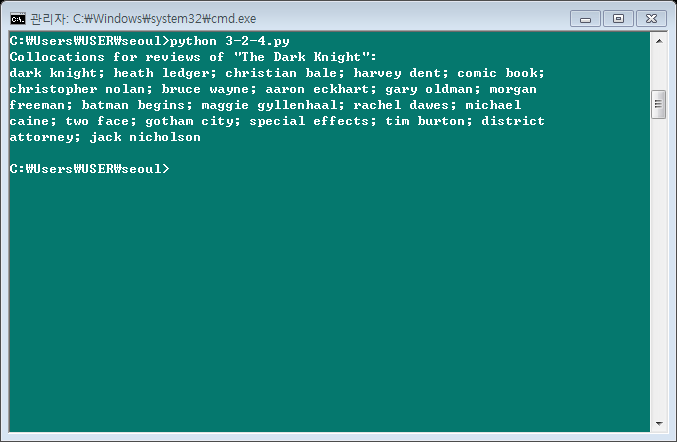 관리자: C:₩Windows₩system32₩cmd.exe
C:₩Users₩USER₩seoul>python 3-2-4.py
Collocations for reviews of "The Dark Knight":
dark knight; heath ledger; christian bale; harvey dent; comic book;
christopher nolan; bruce wayne; aaron eckhart; gary oldman; morgan
freeman; batman begins; maggie gyllenhaal; rachel dawes; michael
caine; two face; gotham city; special effects; tim burton; district
attorney; jack nicholson
C:₩Users₩USER₩seoul>